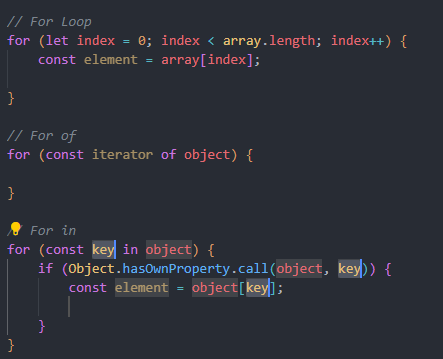 // For Loop
for (let index = 0; index < array.length; index++) {
    const element = array[index];
}
// For of
for (const iterator of object) {
}
// For in
for (const key in object) {
    if (Object.hasOwnProperty.call(object, key)) {
        const element = object[key];
    }
}